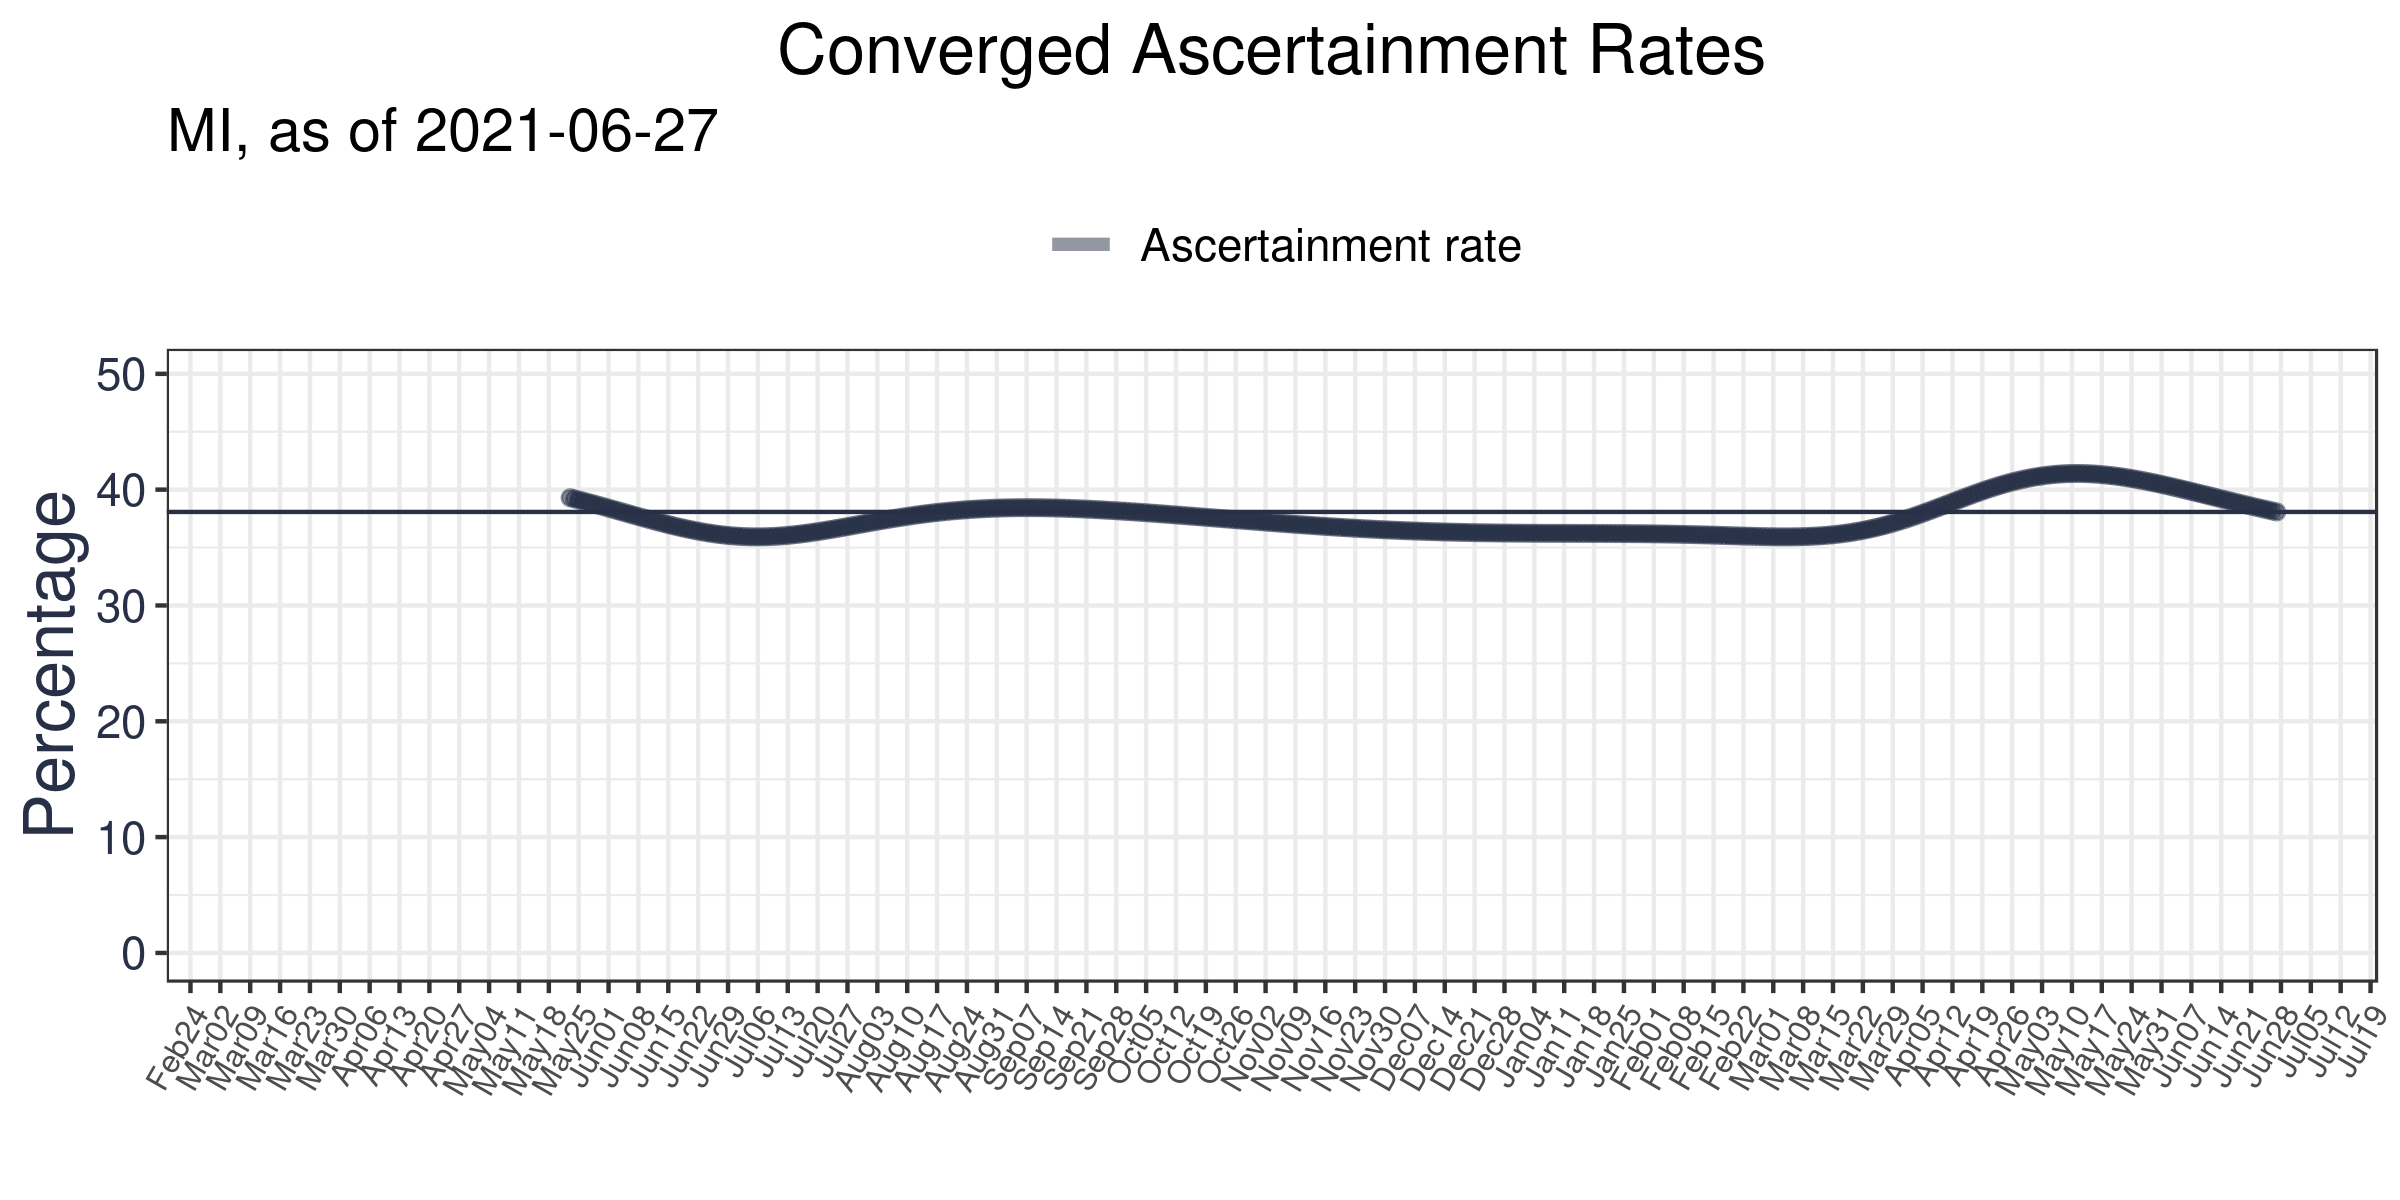 Converged Ascertainment Rates
MI, as of 2021-06-27
Ascertainment rate
Percentage
50
40
30
20
10
0
Feb24
Mar02
Mar09
Mar16
Mar23
Mar30
Apr06
Apr13
Apr20
Apr27
May04
May11
May18
May25
Jun01
Jun08
Jun15
Jun22
Jun29
Jul06
Jul13
Jul20
Jul27
Aug03
Aug10
Aug17
Aug24
Aug31
Sep07
Sep14
Sep21
Sep28
Oct05
Oct12
Oct19
Oct26
Nov02
Nov09
Nov16
Nov23
Nov30
Dec07
Dec14
Dec21
Dec28
Jan04
Jan11
Jan18
Jan25
Feb01
Feb08
Feb15
Feb22
Mar01
Mar08
Mar15
Mar22
Mar29
Apr05
Apr12
Apr19
Apr26
May03
May10
May17
May24
May31
Jun07
Jun14
Jun21
Jun28
Jul05
Jul12
Jul19